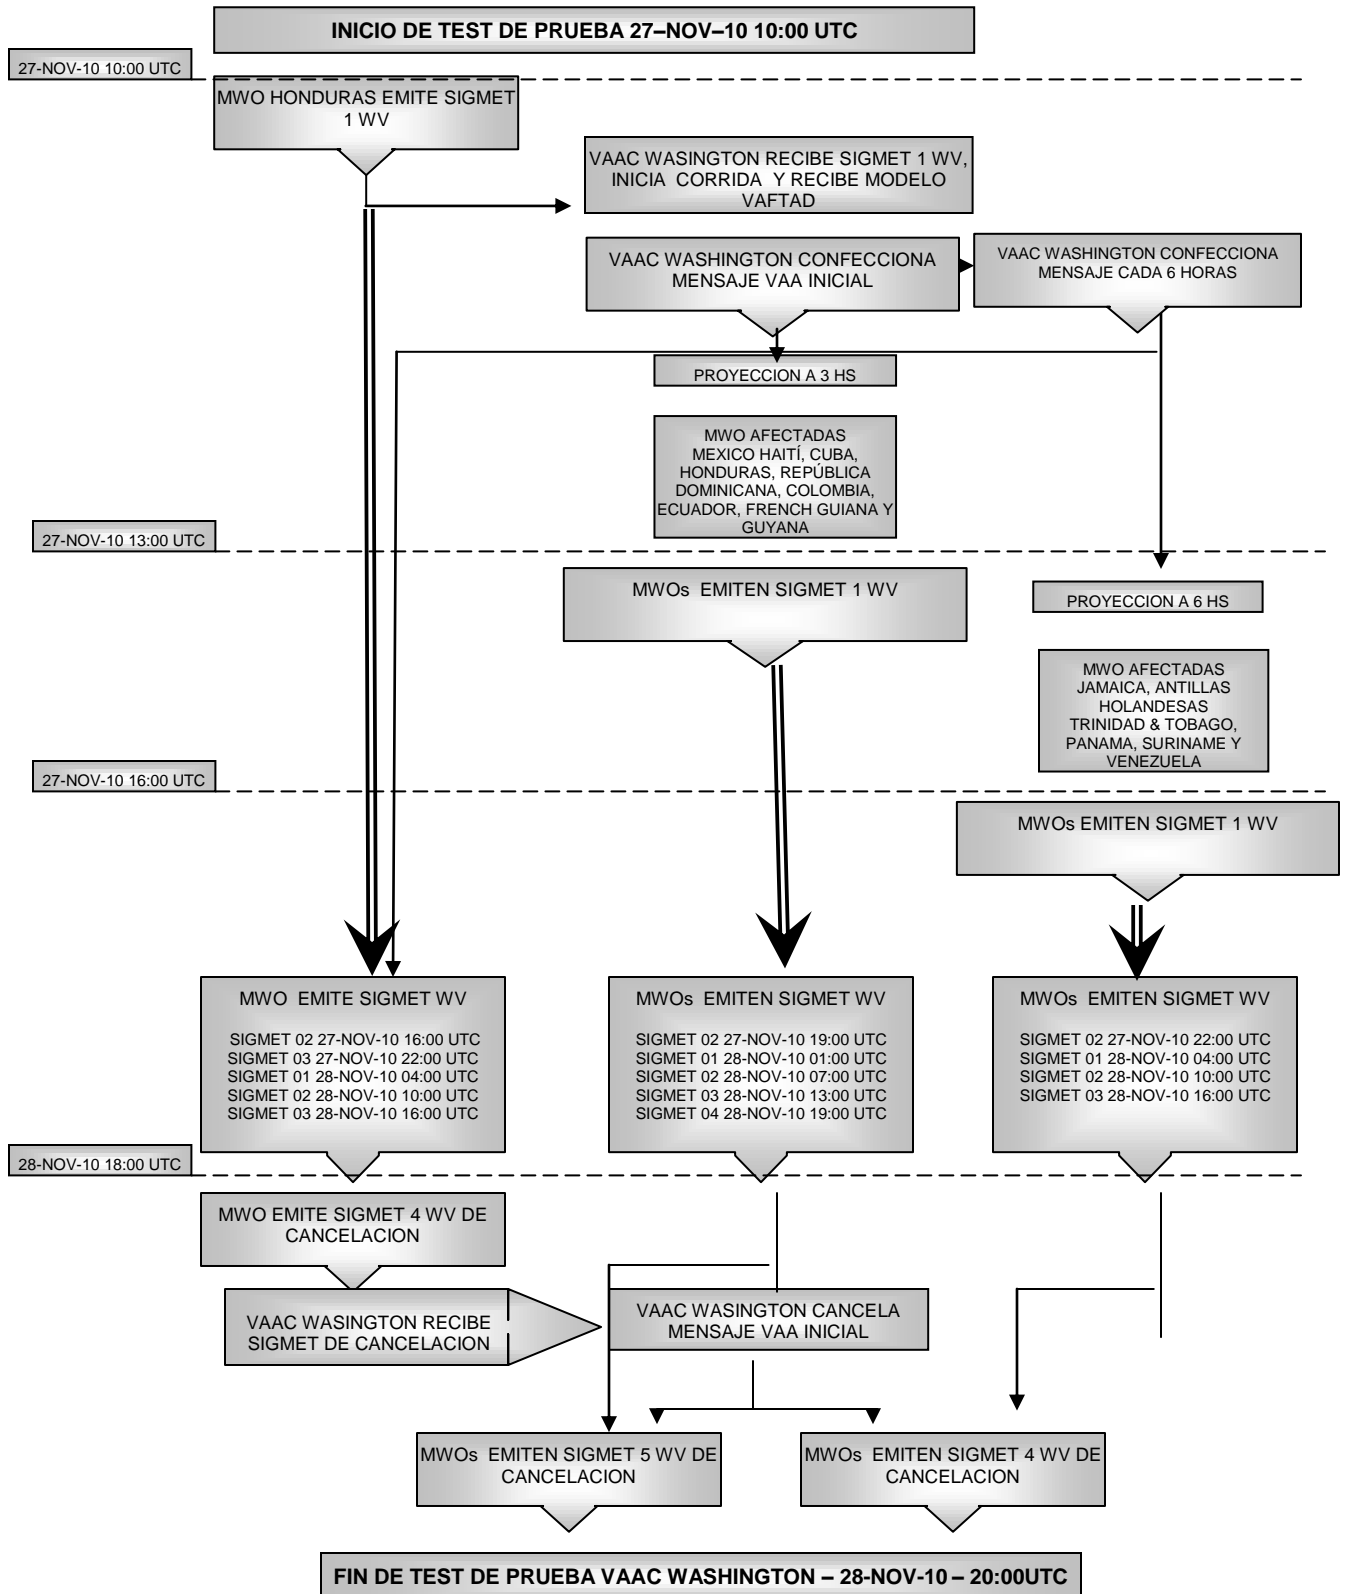 INICIO DE TEST DE PRUEBA 27–NOV–10 10:00 UTC
27-NOV-10 10:00 UTC
MWO HONDURAS EMITE SIGMET
1 WV
VAAC WASINGTON RECIBE SIGMET 1 WV,
INICIA CORRIDA Y RECIBE MODELO
VAFTAD
VAAC WASHINGTON CONFECCIONA
MENSAJE VAA INICIAL
VAAC WASHINGTON CONFECCIONA
MENSAJE CADA 6 HORAS
PROYECCION A 3 HS
MWO AFECTADAS
MEXICO HAITÍ, CUBA,
HONDURAS, REPÚBLICA
DOMINICANA, COLOMBIA,
ECUADOR, FRENCH GUIANA Y
GUYANA
27-NOV-10 13:00 UTC
MWOs EMITEN SIGMET 1 WV
PROYECCION A 6 HS
MWO AFECTADAS
JAMAICA, ANTILLAS
HOLANDESAS
TRINIDAD & TOBAGO,
PANAMA, SURINAME Y
VENEZUELA
27-NOV-10 16:00 UTC
MWOs EMITEN SIGMET 1 WV
MWO EMITE SIGMET WV
SIGMET 02 27-NOV-10 16:00 UTC
SIGMET 03 27-NOV-10 22:00 UTC
SIGMET 01 28-NOV-10 04:00 UTC
SIGMET 02 28-NOV-10 10:00 UTC
SIGMET 03 28-NOV-10 16:00 UTC
MWOs EMITEN SIGMET WV
SIGMET 02 27-NOV-10 19:00 UTC
SIGMET 01 28-NOV-10 01:00 UTC
SIGMET 02 28-NOV-10 07:00 UTC
SIGMET 03 28-NOV-10 13:00 UTC
SIGMET 04 28-NOV-10 19:00 UTC
MWOs EMITEN SIGMET WV
SIGMET 02 27-NOV-10 22:00 UTC
SIGMET 01 28-NOV-10 04:00 UTC
SIGMET 02 28-NOV-10 10:00 UTC
SIGMET 03 28-NOV-10 16:00 UTC
28-NOV-10 18:00 UTC
MWO EMITE SIGMET 4 WV DE
CANCELACION
VAAC WASINGTON RECIBE
SIGMET DE CANCELACION
VAAC WASINGTON CANCELA
MENSAJE VAA INICIAL
MWOs EMITEN SIGMET 5 WV DE
CANCELACION
MWOs EMITEN SIGMET 4 WV DE
CANCELACION
FIN DE TEST DE PRUEBA VAAC WASHINGTON – 28-NOV-10 – 20:00UTC